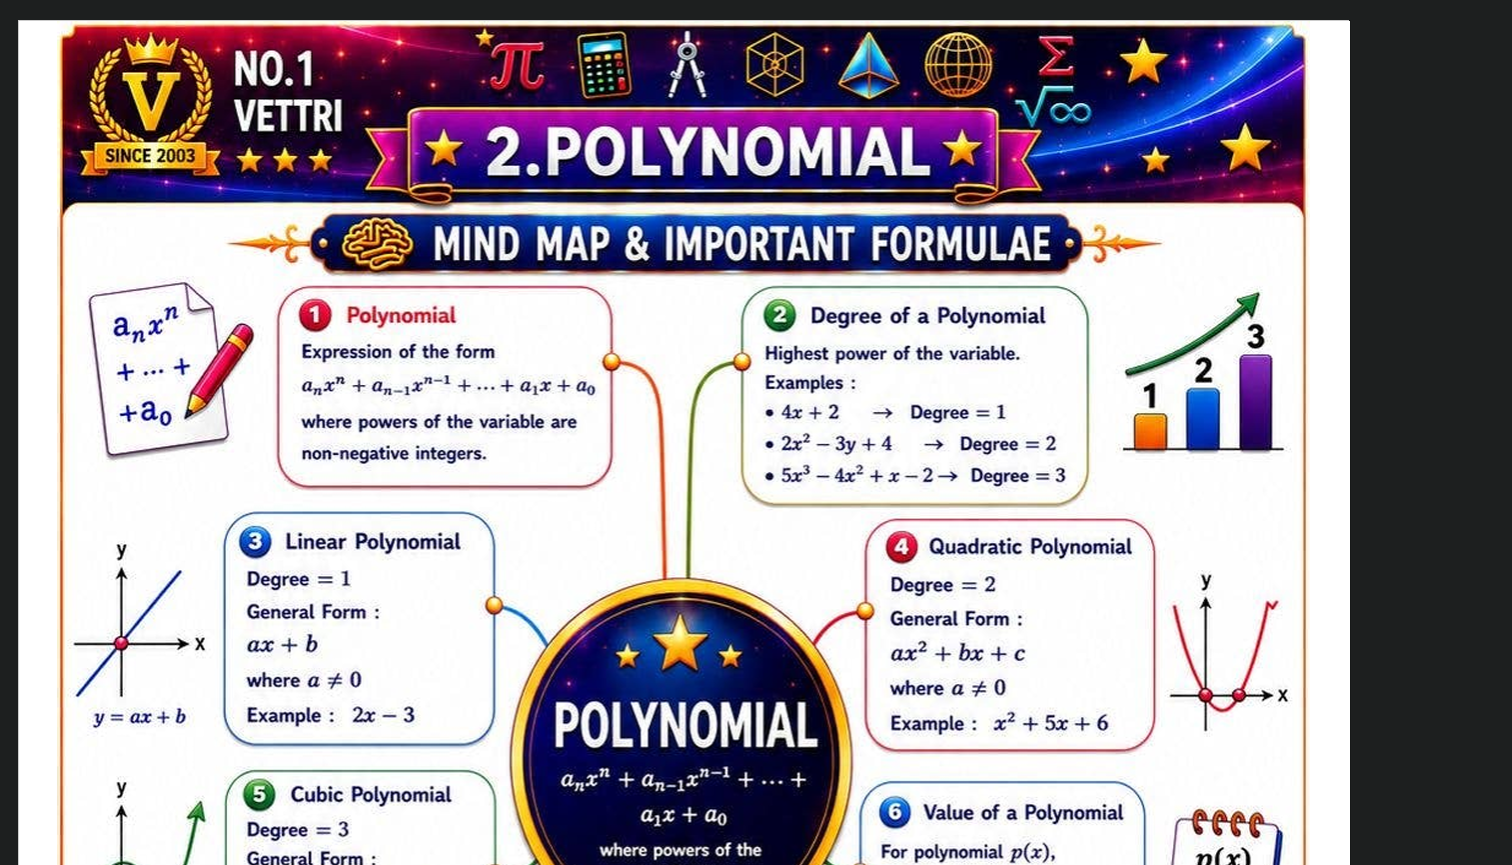 NO.1
VETTRI
V
SINCE 2003
π
Σ
√∞
2.POLYNOMIAL
MIND MAP & IMPORTANT FORMULAE
aₙxⁿ
+ ... +
+a₀
1 Polynomial
Expression of the form
aₙxⁿ + aₙ₋₁xⁿ⁻¹ + ... + a₁x + a₀
where powers of the variable are
non-negative integers.
2 Degree of a Polynomial
Highest power of the variable.
Examples :
• 4x + 2 → Degree = 1
• 2x² – 3y + 4 → Degree = 2
• 5x³ – 4x² + x – 2 → Degree = 3
1 2 3
y
x
y = ax + b
3 Linear Polynomial
Degree = 1
General Form :
ax + b
where a ≠ 0
Example : 2x – 3
4 Quadratic Polynomial
Degree = 2
General Form :
ax² + bx + c
where a ≠ 0
Example : x² + 5x + 6
y
x
POLYNOMIAL
aₙxⁿ + aₙ₋₁xⁿ⁻¹ + ... +
a₁x + a₀
where powers of the
y
5 Cubic Polynomial
Degree = 3
General Form :
6 Value of a Polynomial
For polynomial p(x),
p(x)